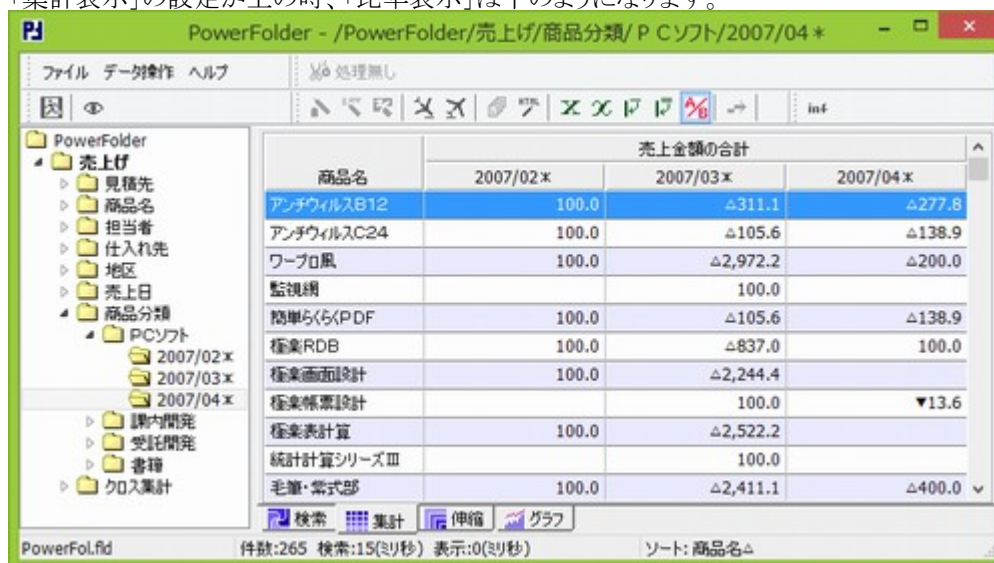 「集計表示」の設定が上の時、「比率表示」は下のようになります。
PowerFolder - /PowerFolder/売上げ/商品分類/ＰＣソフト/2007/04＊
ファイル データ操作 ヘルプ 処理無し
A/B inf
PowerFolder
売上げ
見積先
商品名
担当者
仕入れ先
地区
売上日
商品分類
PCソフト
2007/02＊
2007/03＊
2007/04＊
課内開発
受託開発
書籍
クロス集計
売上金額の合計
商品名 2007/02＊ 2007/03＊ 2007/04＊
アンチウィルスB12 100.0 △311.1 △277.8
アンチウィルスC24 100.0 △105.6 △138.9
ワープロ風 100.0 △2,972.2 △200.0
監視網 100.0
簡単らくらくPDF 100.0 △105.6 △138.9
極楽RDB 100.0 △837.0 100.0
極楽画面設計 100.0 △2,244.4
極楽帳票設計 100.0 ▼13.6
極楽表計算 100.0 △2,522.2
統計計算シリーズⅢ 100.0
毛筆・紫式部 100.0 △2,411.1 △400.0
検索 集計 伸縮 グラフ
PowerFol.fld 件数:265 検索:15(ミリ秒) 表示:0(ミリ秒) ソート: 商品名△